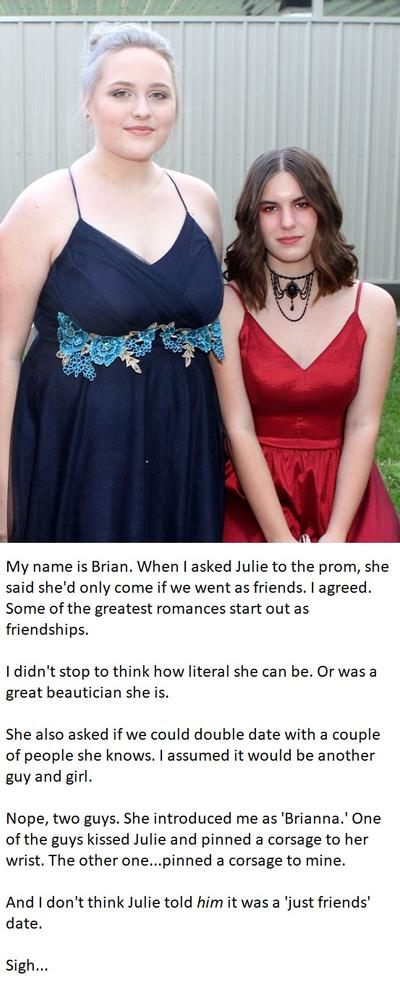 My name is Brian. When I asked Julie to the prom, she
said she'd only come if we went as friends. I agreed.
Some of the greatest romances start out as
friendships.
I didn't stop to think how literal she can be. Or was a
great beautician she is.
She also asked if we could double date with a couple
of people she knows. I assumed it would be another
guy and girl.
Nope, two guys. She introduced me as 'Brianna.' One
of the guys kissed Julie and pinned a corsage to her
wrist. The other one...pinned a corsage to mine.
And I don't think Julie told him it was a 'just friends'
date.
Sigh...